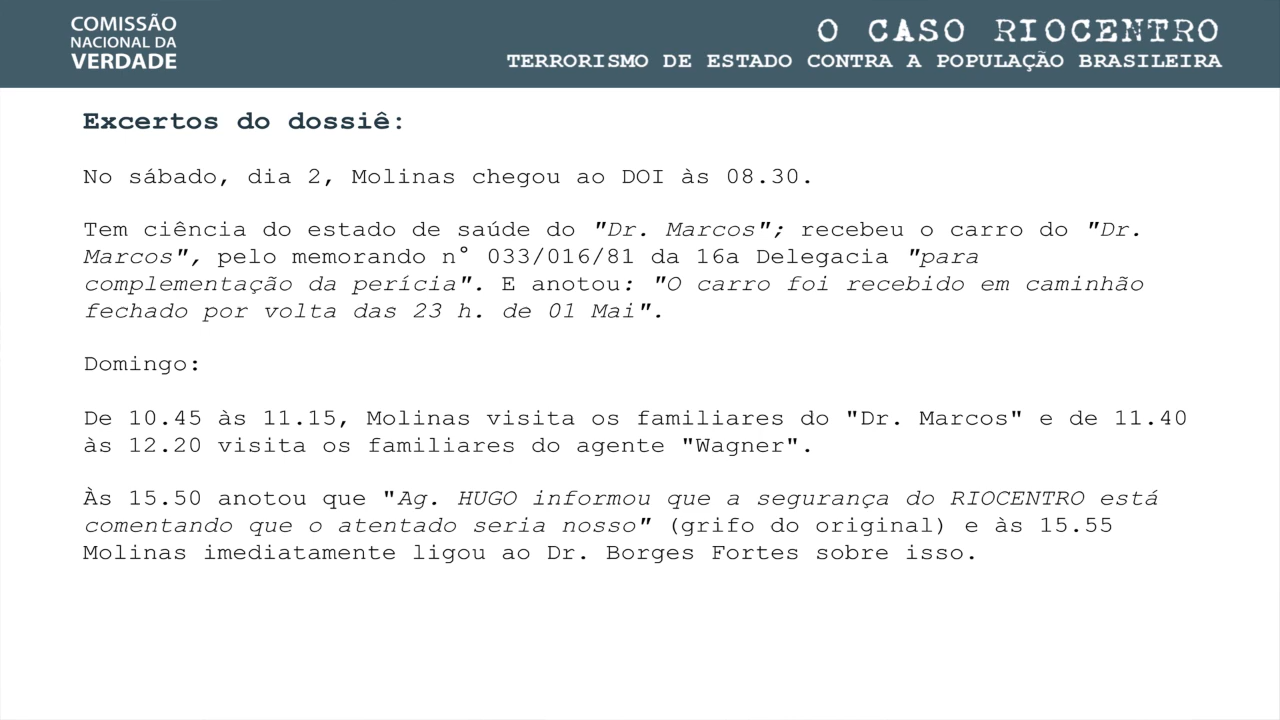 COMISSÃO
NACIONAL DA
VERDADE
O CASO RIOCENTRO
TERRORISMO DE ESTADO CONTRA A POPULAÇÃO BRASILEIRA
Excertos do dossiê:
No sábado, dia 2, Molinas chegou ao DOI às 08.30.
Tem ciência do estado de saúde do "Dr. Marcos"; recebeu o carro do "Dr.
Marcos", pelo memorando n° 033/016/81 da 16a Delegacia "para
complementação da perícia". E anotou: "O carro foi recebido em caminhão
fechado por volta das 23 h. de 01 Mai".
Domingo:
De 10.45 às 11.15, Molinas visita os familiares do "Dr. Marcos" e de 11.40
às 12.20 visita os familiares do agente "Wagner".
Às 15.50 anotou que "Ag. HUGO informou que a segurança do RIOCENTRO está
comentando que o atentado seria nosso" (grifo do original) e às 15.55
Molinas imediatamente ligou ao Dr. Borges Fortes sobre isso.